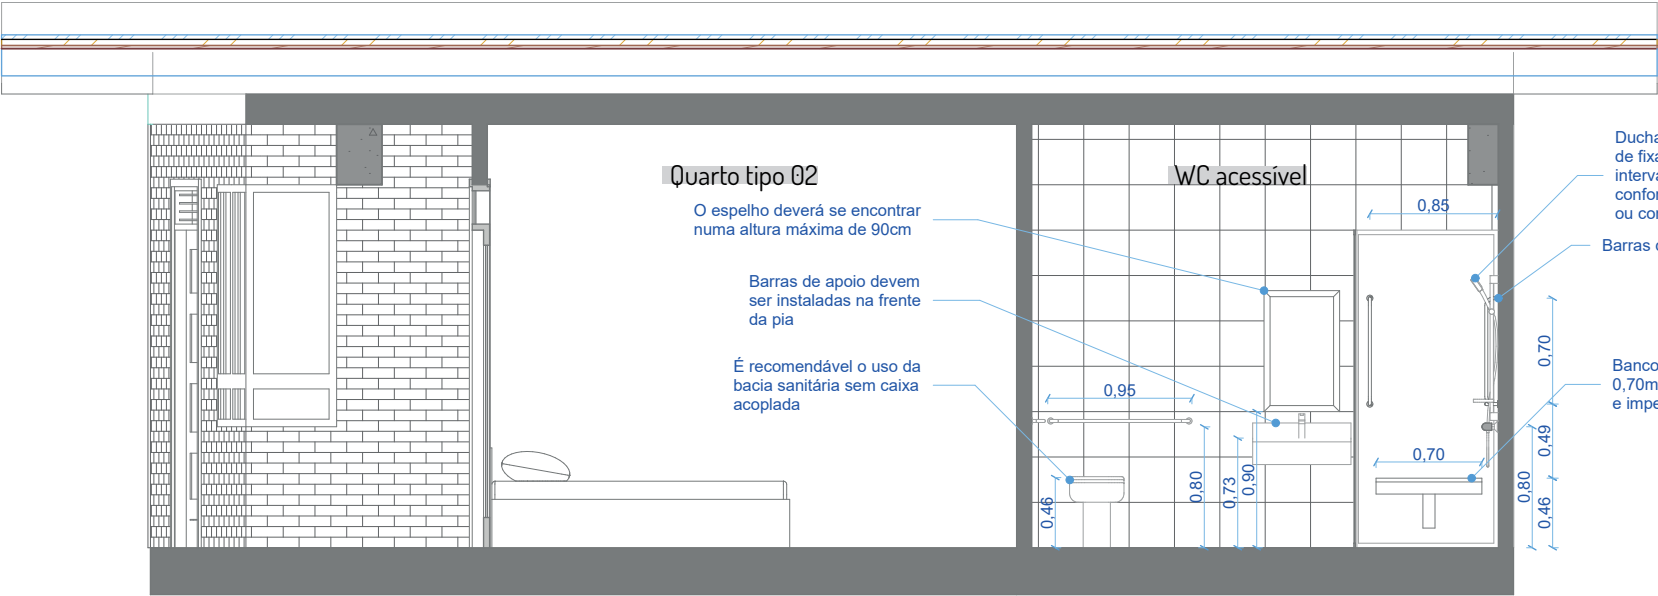 Quarto tipo 02
O espelho deverá se encontrar
numa altura máxima de 90cm
Barras de apoio devem
ser instaladas na frente
da pia
É recomendável o uso da
bacia sanitária sem caixa
acoplada
WC acessível
0,85
0,95
0,70
0,46
0,80
0,73
0,90
0,70
0,49
0,80
0,46
Ducha
de fixa
interva
confor
ou co
Barras
Banco
0,70m
e impe